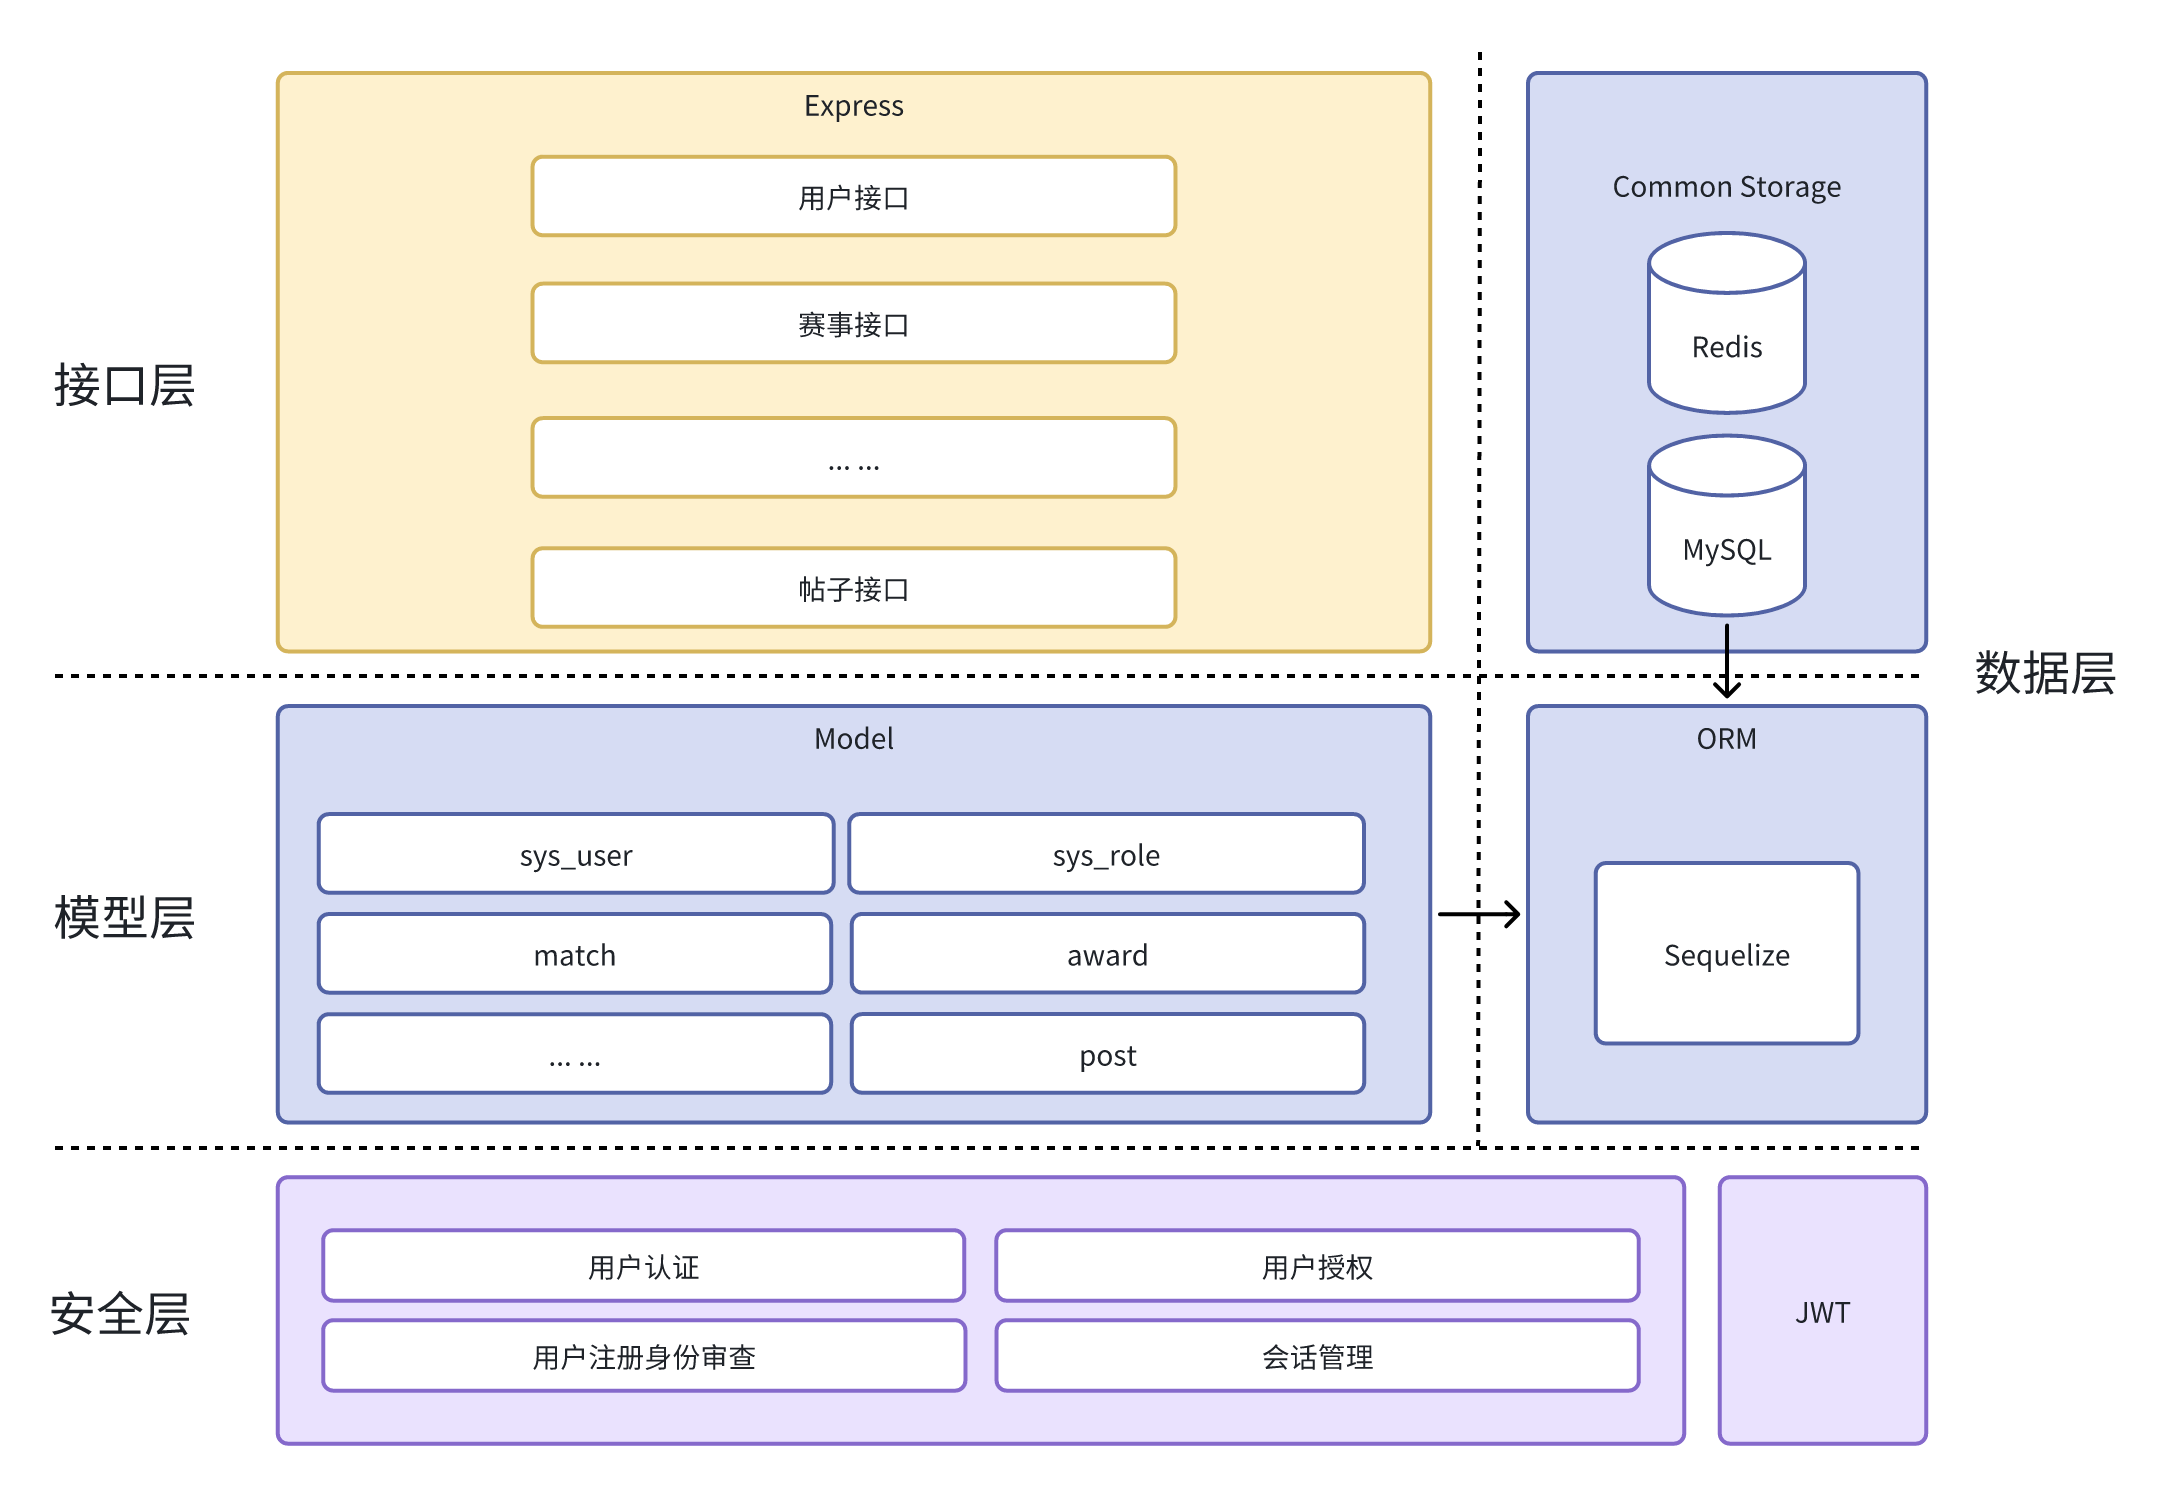 接口层
Express
用户接口
赛事接口
... ...
帖子接口
Common Storage
Redis
MySQL
数据层
模型层
Model
sys_user
sys_role
match
award
... ...
post
ORM
Sequelize
安全层
用户认证
用户授权
用户注册身份审查
会话管理
JWT